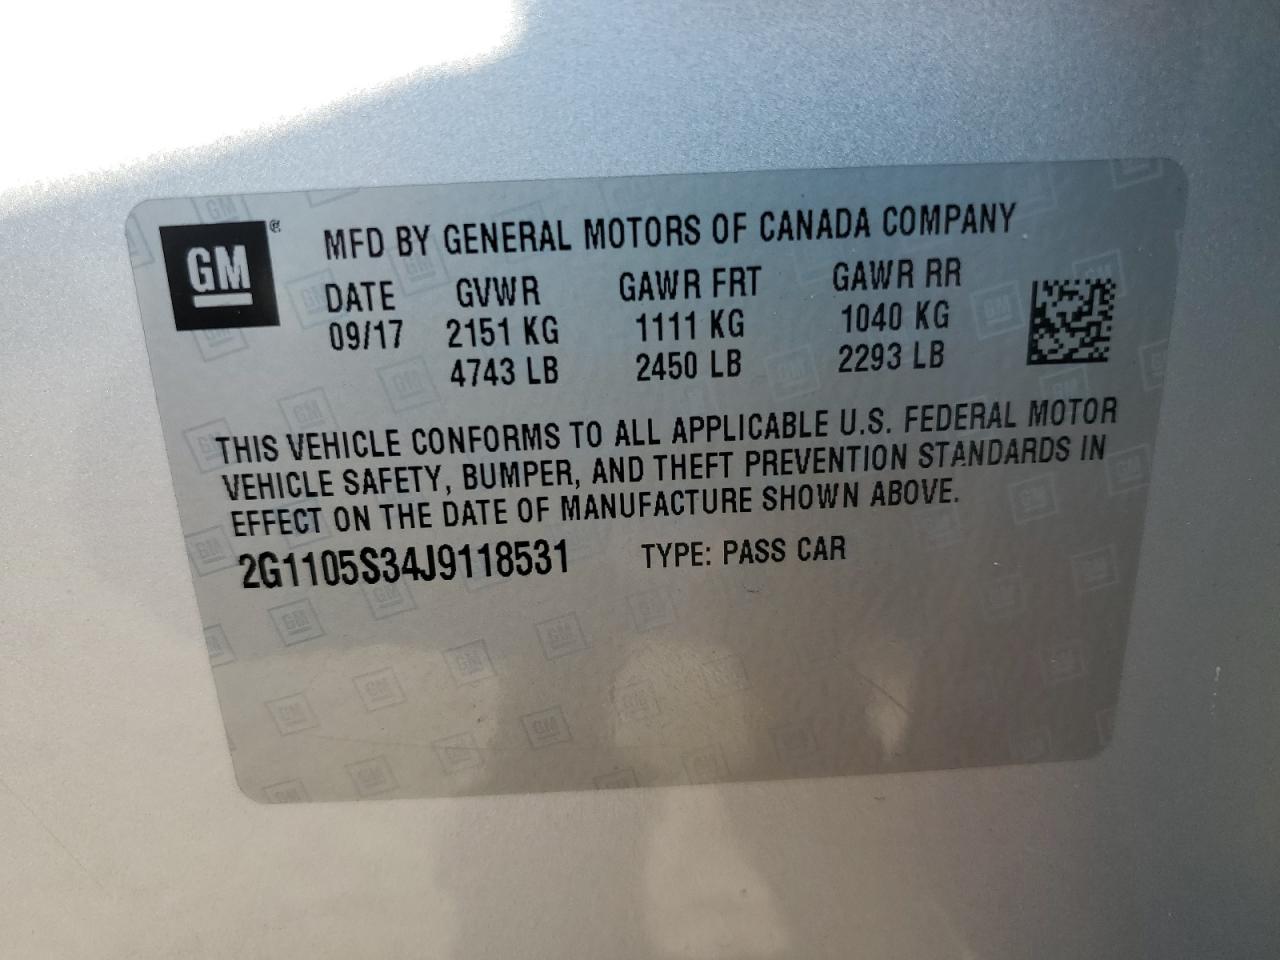 GM
MFD BY GENERAL MOTORS OF CANADA COMPANY
DATE GVWR GAWR FRT GAWR RR
09/17 2151 KG 1111 KG 1040 KG
4743 LB 2450 LB 2293 LB
THIS VEHICLE CONFORMS TO ALL APPLICABLE U.S. FEDERAL MOTOR
VEHICLE SAFETY, BUMPER, AND THEFT PREVENTION STANDARDS IN
EFFECT ON THE DATE OF MANUFACTURE SHOWN ABOVE.
2G1105S34J9118531 TYPE: PASS CAR